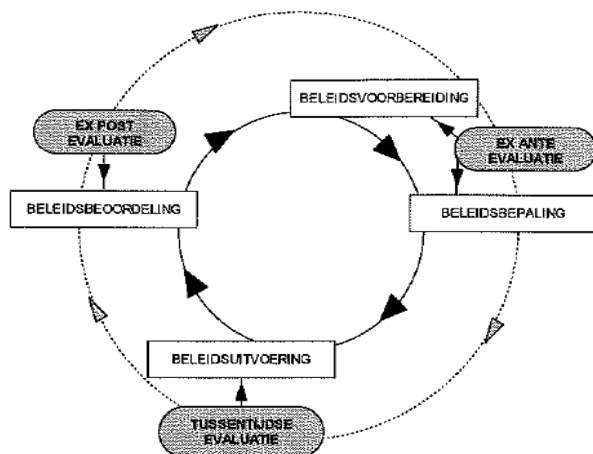 BELEIDSVOORBEREIDING
EX POST
EVALUATIE
EX ANTE
EVALUATIE
BELEIDSBEOORDELING
BELEIDSBEPALING
BELEIDSUITVOERING
TUSSENTIJDSE
EVALUATIE